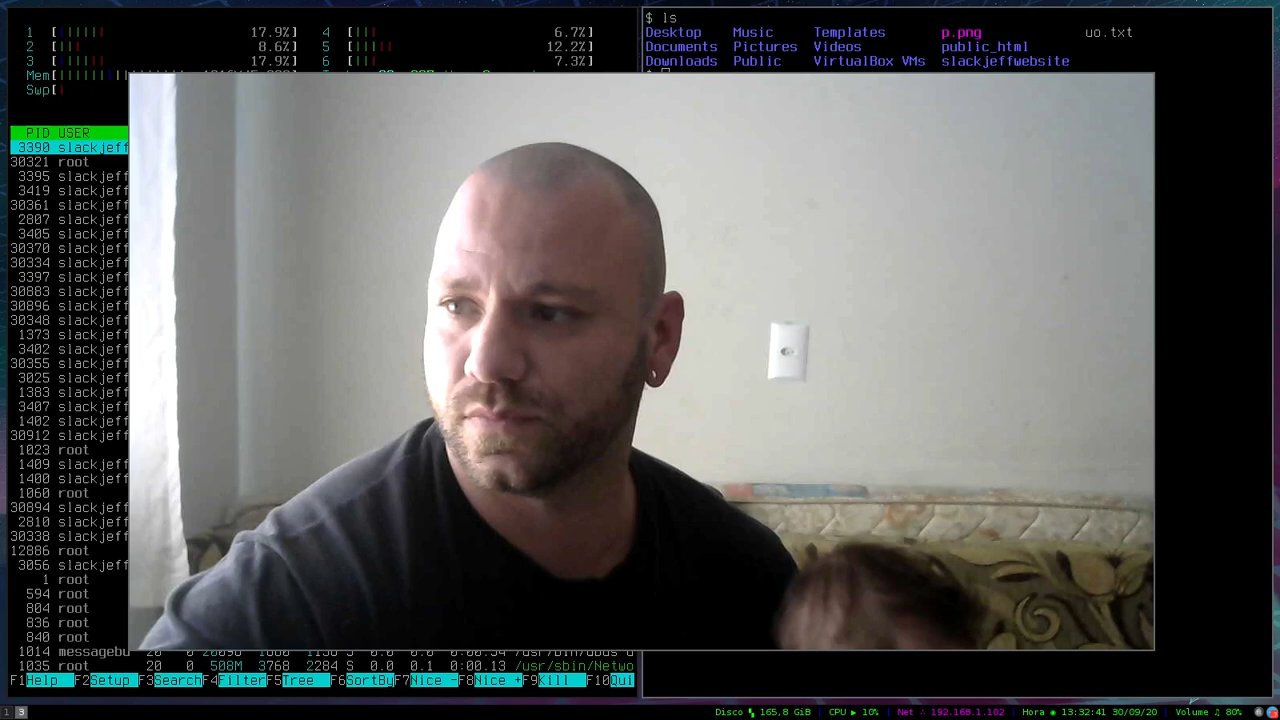 1 [|||||| 17.9%] 4 [||| 6.7%]
2 [||| 8.6%] 5 [||||| 12.2%]
3 [|||||| 17.9%] 6 [||| 7.3%]
Mem[
Swp[
PID USER
3390 slackjeff
30321 root
3395 slackjeff
3419 slackjeff
30361 slackjeff
2807 slackjeff
3405 slackjeff
30370 slackjeff
30334 slackjeff
3397 slackjeff
30883 slackjeff
30896 slackjeff
30348 slackjeff
1373 slackjeff
3402 slackjeff
30355 slackjeff
3025 slackjeff
1383 slackjeff
3407 slackjeff
1402 slackjeff
30912 slackjeff
1023 root
1409 slackjeff
1400 slackjeff
1060 root
30894 slackjeff
2810 slackjeff
30338 slackjeff
12886 root
3056 slackjeff
1 root
594 root
804 root
836 root
840 root
1014 messagebu
1035 root 20 0 508M 3768 2284 S 0.0 0.1 0:00.13 /usr/sbin/Netwo
F1Help F2Setup F3Search F4Filter F5Tree F6SortBy F7Nice - F8Nice + F9Kill F10Qui
$ ls
Desktop Music Templates p.png uo.txt
Documents Pictures Videos public_html
Downloads Public VirtualBox VMs slackjeffwebsite
$
1 3 Disco 165,8 GiB | CPU ▶ 10% | Net 192.168.1.102 | Hora 13:32:41 30/09/20 | Volume ♫ 80%